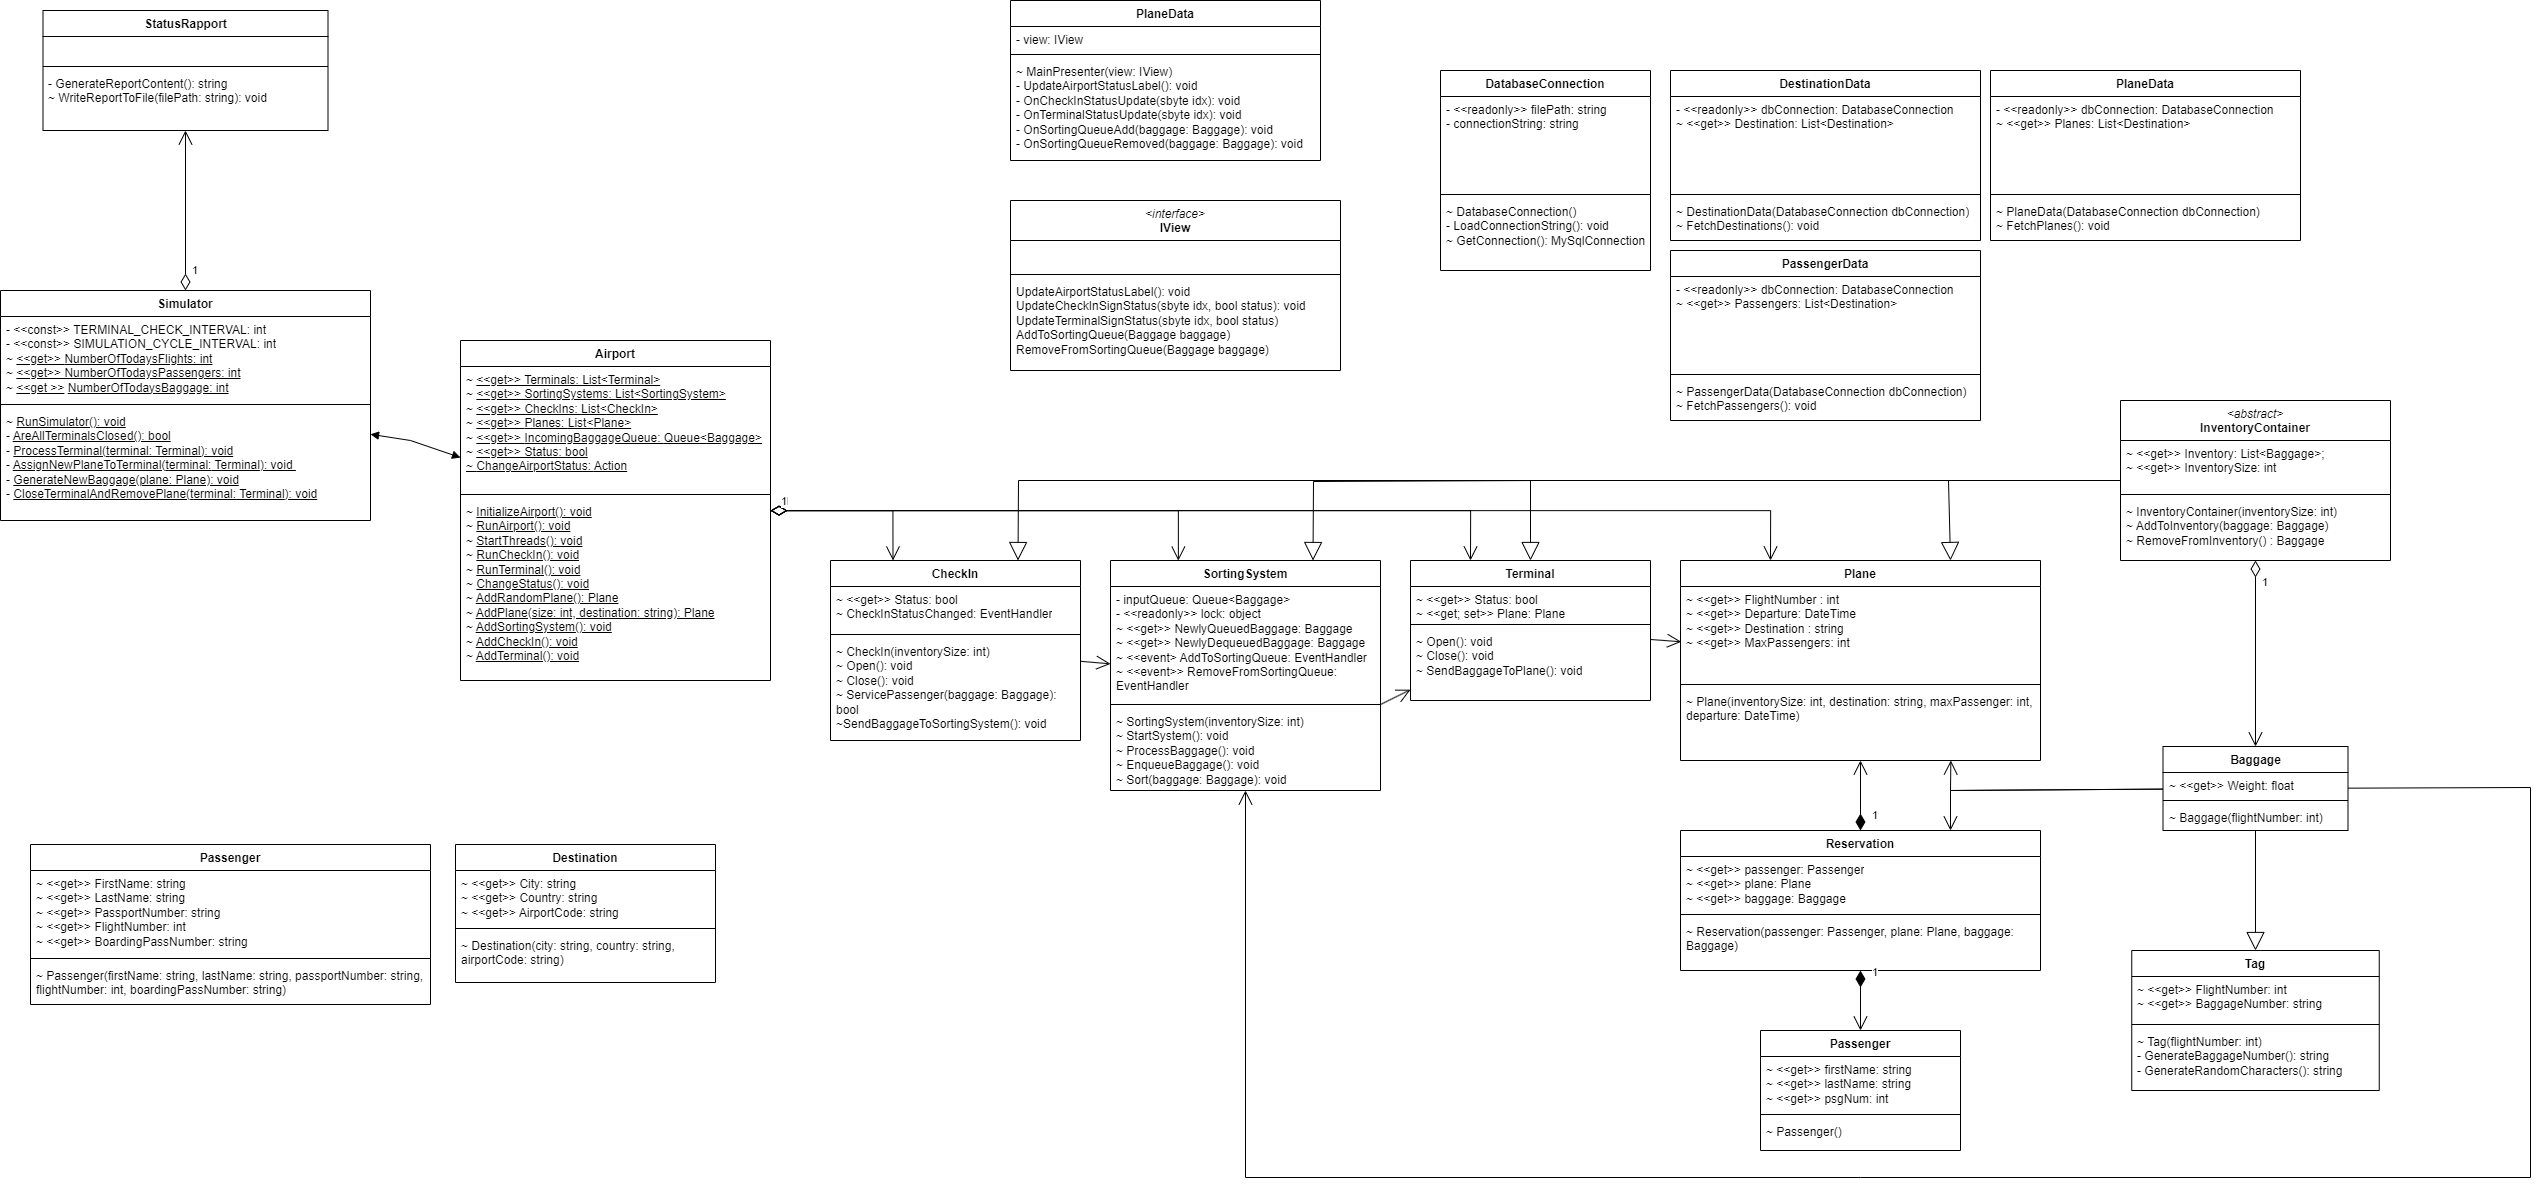 StatusRapport
- GenerateReportContent(): string
~ WriteReportToFile(filePath: string): void
1
Simulator
- <<const>> TERMINAL_CHECK_INTERVAL: int
- <<const>> SIMULATION_CYCLE_INTERVAL: int
~ <<get>> NumberOfTodaysFlights: int
~ <<get>> NumberOfTodaysPassengers: int
~ <<get >> NumberOfTodaysBaggage: int
~ RunSimulator(): void
- AreAllTerminalsClosed(): bool
- ProcessTerminal(terminal: Terminal): void
- AssignNewPlaneToTerminal(terminal: Terminal): void
- GenerateNewBaggage(plane: Plane): void
- CloseTerminalAndRemovePlane(terminal: Terminal): void
Airport
~ <<get>> Terminals: List<Terminal>
~ <<get>> SortingSystems: List<SortingSystem>
~ <<get>> CheckIns: List<CheckIn>
~ <<get>> Planes: List<Plane>
~ <<get>> IncomingBaggageQueue: Queue<Baggage>
~ <<get>> Status: bool
~ ChangeAirportStatus: Action
~ InitializeAirport(): void
~ RunAirport(): void
~ StartThreads(): void
~ RunCheckIn(): void
~ RunTerminal(): void
~ ChangeStatus(): void
~ AddRandomPlane(): Plane
~ AddPlane(size: int, destination: string): Plane
~ AddSortingSystem(): void
~ AddCheckIn(): void
~ AddTerminal(): void
1
PlaneData
- view: IView
~ MainPresenter(view: IView)
- UpdateAirportStatusLabel(): void
- OnCheckInStatusUpdate(sbyte idx): void
- OnTerminalStatusUpdate(sbyte idx): void
- OnSortingQueueAdd(baggage: Baggage): void
- OnSortingQueueRemoved(baggage: Baggage): void
<interface>
IView
UpdateAirportStatusLabel(): void
UpdateCheckInSignStatus(sbyte idx, bool status): void
UpdateTerminalSignStatus(sbyte idx, bool status)
AddToSortingQueue(Baggage baggage)
RemoveFromSortingQueue(Baggage baggage)
DatabaseConnection
- <<readonly>> filePath: string
- connectionString: string
~ DatabaseConnection()
- LoadConnectionString(): void
~ GetConnection(): MySqlConnection
DestinationData
- <<readonly>> dbConnection: DatabaseConnection
~ <<get>> Destination: List<Destination>
~ DestinationData(DatabaseConnection dbConnection)
~ FetchDestinations(): void
PlaneData
- <<readonly>> dbConnection: DatabaseConnection
~ <<get>> Planes: List<Destination>
~ PlaneData(DatabaseConnection dbConnection)
~ FetchPlanes(): void
PassengerData
- <<readonly>> dbConnection: DatabaseConnection
~ <<get>> Passengers: List<Destination>
~ PassengerData(DatabaseConnection dbConnection)
~ FetchPassengers(): void
<abstract>
InventoryContainer
~ <<get>> Inventory: List<Baggage>;
~ <<get>> InventorySize: int
~ InventoryContainer(inventorySize: int)
~ AddToInventory(baggage: Baggage)
~ RemoveFromInventory() : Baggage
1
CheckIn
~ <<get>> Status: bool
~ CheckInStatusChanged: EventHandler
~ CheckIn(inventorySize: int)
~ Open(): void
~ Close(): void
~ ServicePassenger(baggage: Baggage):
bool
~SendBaggageToSortingSystem(): void
SortingSystem
- inputQueue: Queue<Baggage>
- <<readonly>> lock: object
~ <<get>> NewlyQueuedBaggage: Baggage
~ <<get>> NewlyDequeuedBaggage: Baggage
~ <<event> AddToSortingQueue: EventHandler
~ <<event>> RemoveFromSortingQueue:
EventHandler
~ SortingSystem(inventorySize: int)
~ StartSystem(): void
~ ProcessBaggage(): void
~ EnqueueBaggage(): void
~ Sort(baggage: Baggage): void
Terminal
~ <<get>> Status: bool
~ <<get; set>> Plane: Plane
~ Open(): void
~ Close(): void
~ SendBaggageToPlane(): void
Plane
~ <<get>> FlightNumber : int
~ <<get>> Departure: DateTime
~ <<get>> Destination : string
~ <<get>> MaxPassengers: int
~ Plane(inventorySize: int, destination: string, maxPassenger: int,
departure: DateTime)
1
Baggage
~ <<get>> Weight: float
~ Baggage(flightNumber: int)
Passenger
~ <<get>> FirstName: string
~ <<get>> LastName: string
~ <<get>> PassportNumber: string
~ <<get>> FlightNumber: int
~ <<get>> BoardingPassNumber: string
~ Passenger(firstName: string, lastName: string, passportNumber: string,
flightNumber: int, boardingPassNumber: string)
Destination
~ <<get>> City: string
~ <<get>> Country: string
~ <<get>> AirportCode: string
~ Destination(city: string, country: string,
airportCode: string)
Reservation
~ <<get>> passenger: Passenger
~ <<get>> plane: Plane
~ <<get>> baggage: Baggage
~ Reservation(passenger: Passenger, plane: Plane, baggage:
Baggage)
1
Passenger
~ <<get>> firstName: string
~ <<get>> lastName: string
~ <<get>> psgNum: int
~ Passenger()
Tag
~ <<get>> FlightNumber: int
~ <<get>> BaggageNumber: string
~ Tag(flightNumber: int)
- GenerateBaggageNumber(): string
- GenerateRandomCharacters(): string